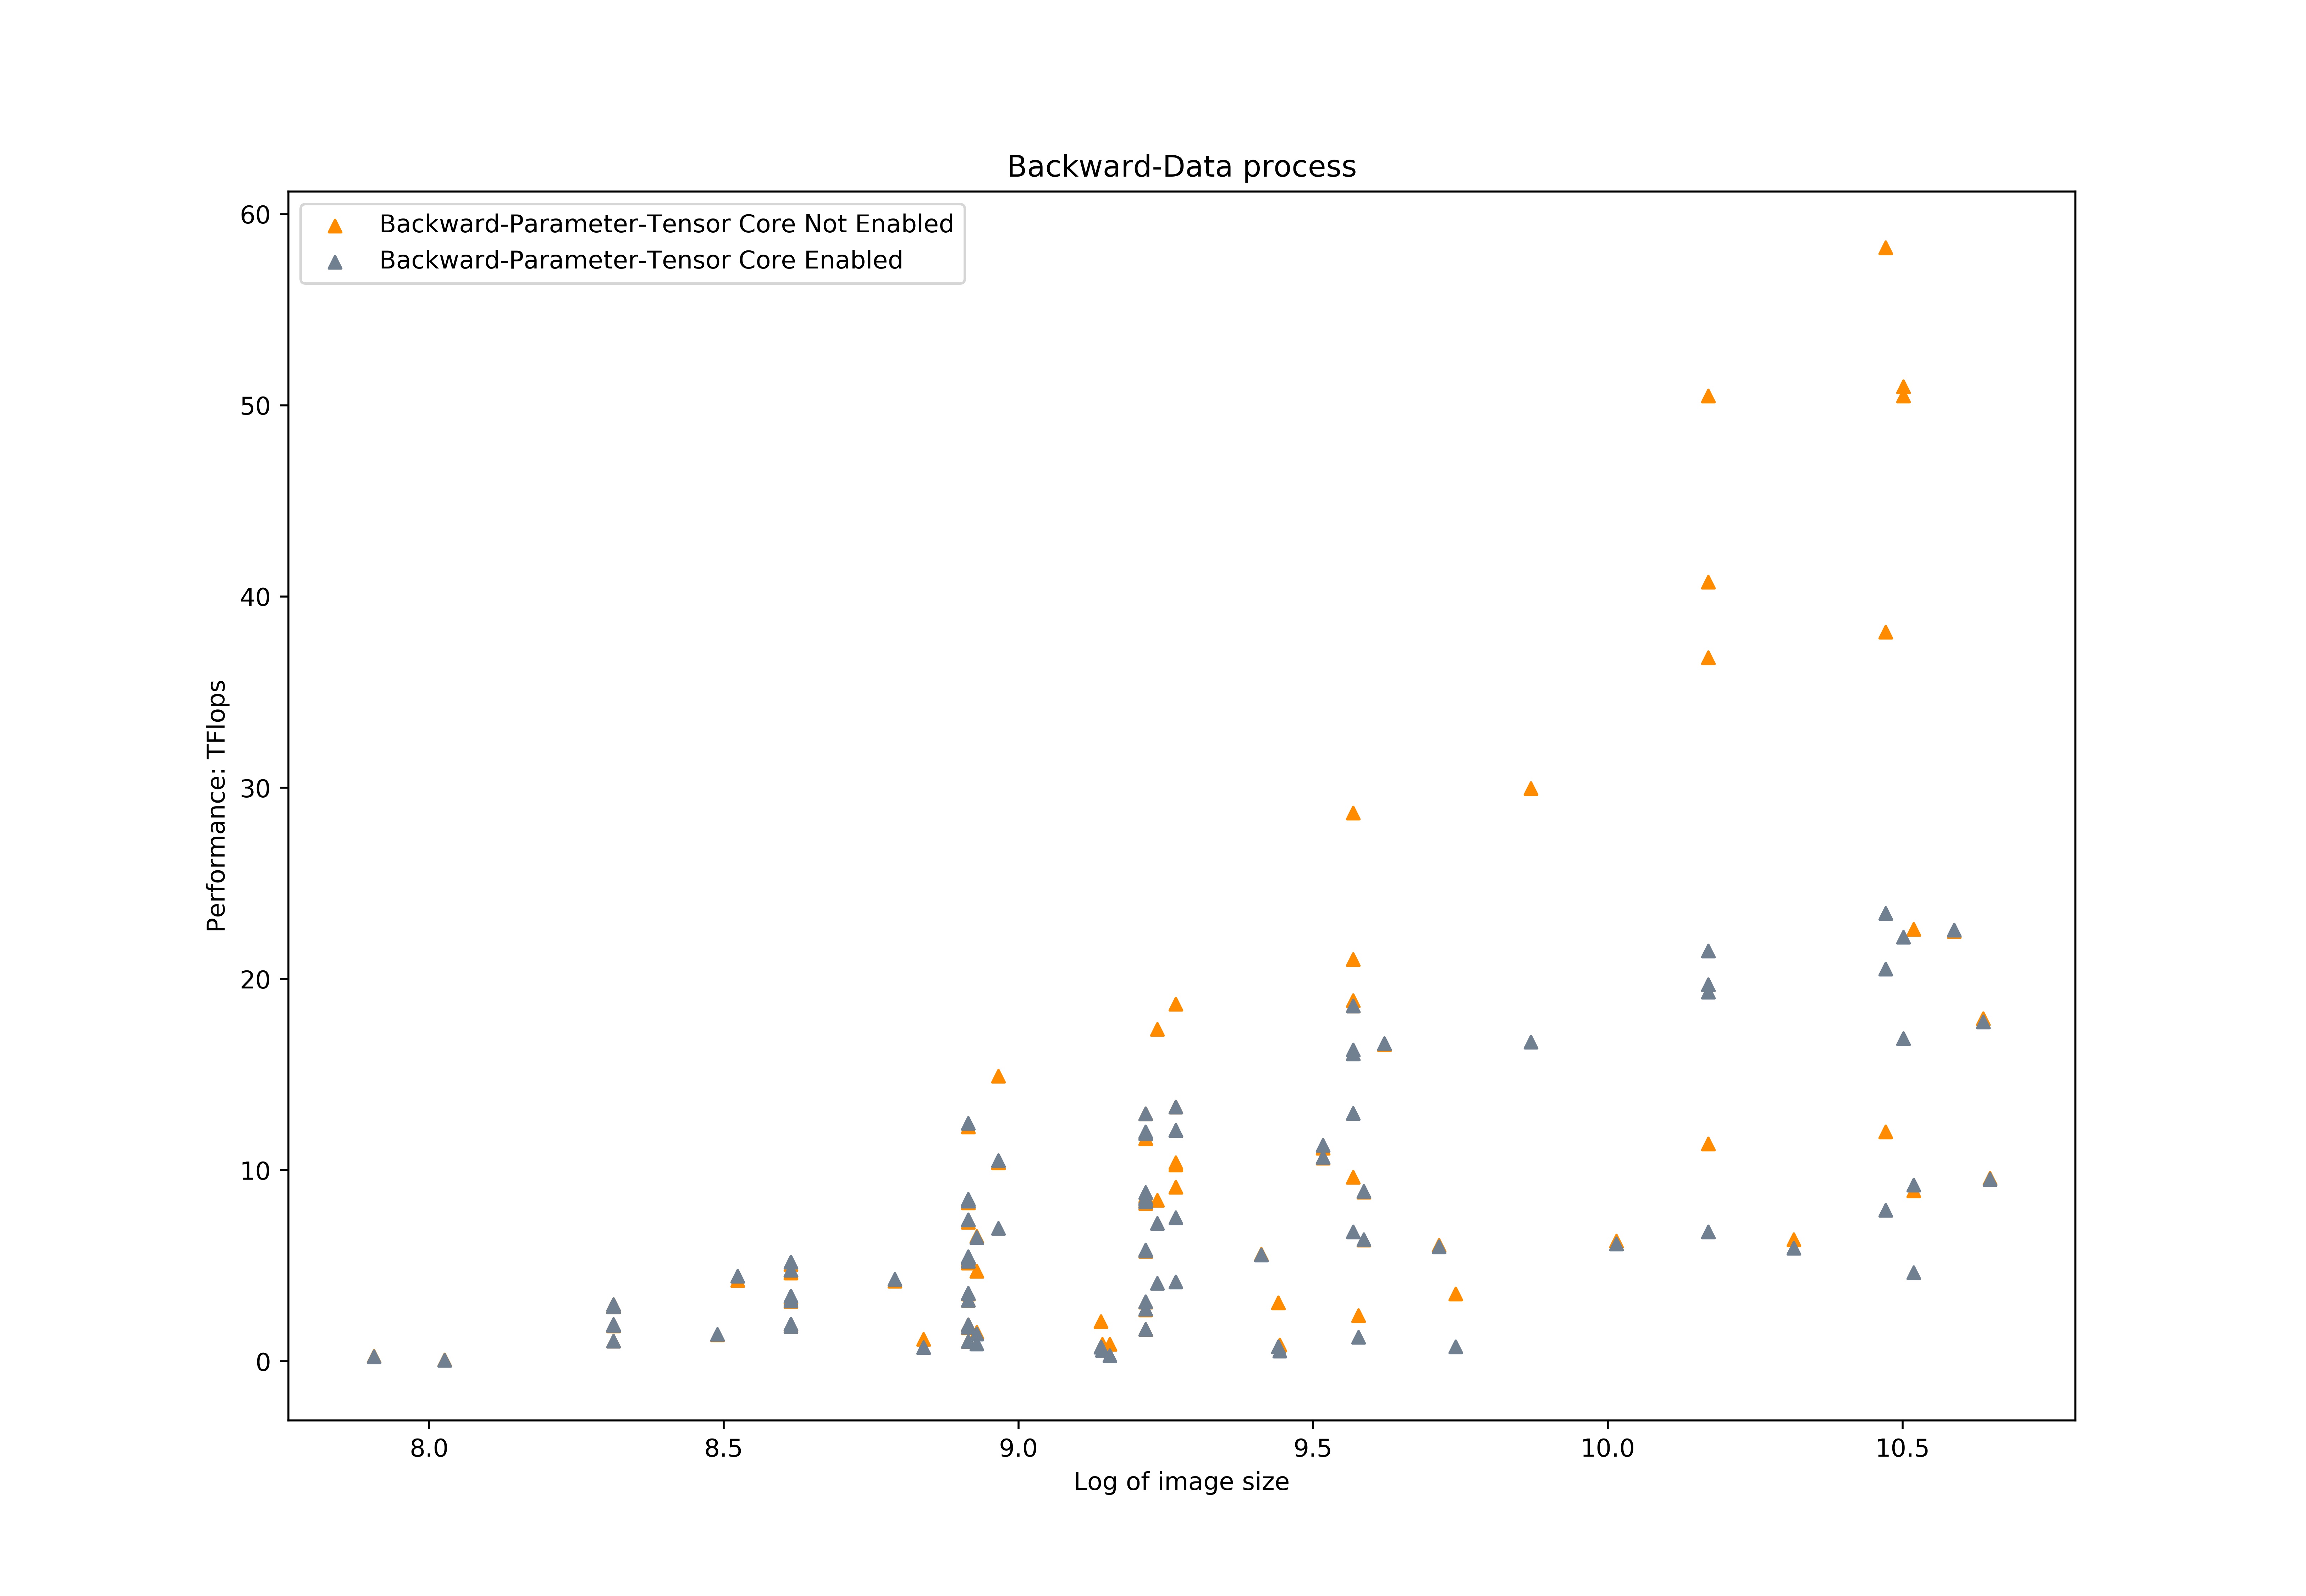 Backward-Data process
60
Backward-Parameter-Tensor Core Not Enabled
Backward-Parameter-Tensor Core Enabled
50
40
30
20
10
0
Performance: TFlops
8.0 8.5 9.0 9.5 10.0 10.5
Log of image size